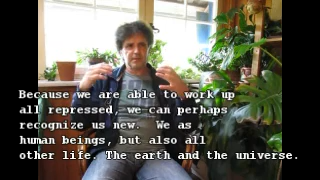 Because we are able to work up
all repressed, we can perhaps
recognize us new.  We as
human beings, but also all
other life. The earth and the universe.